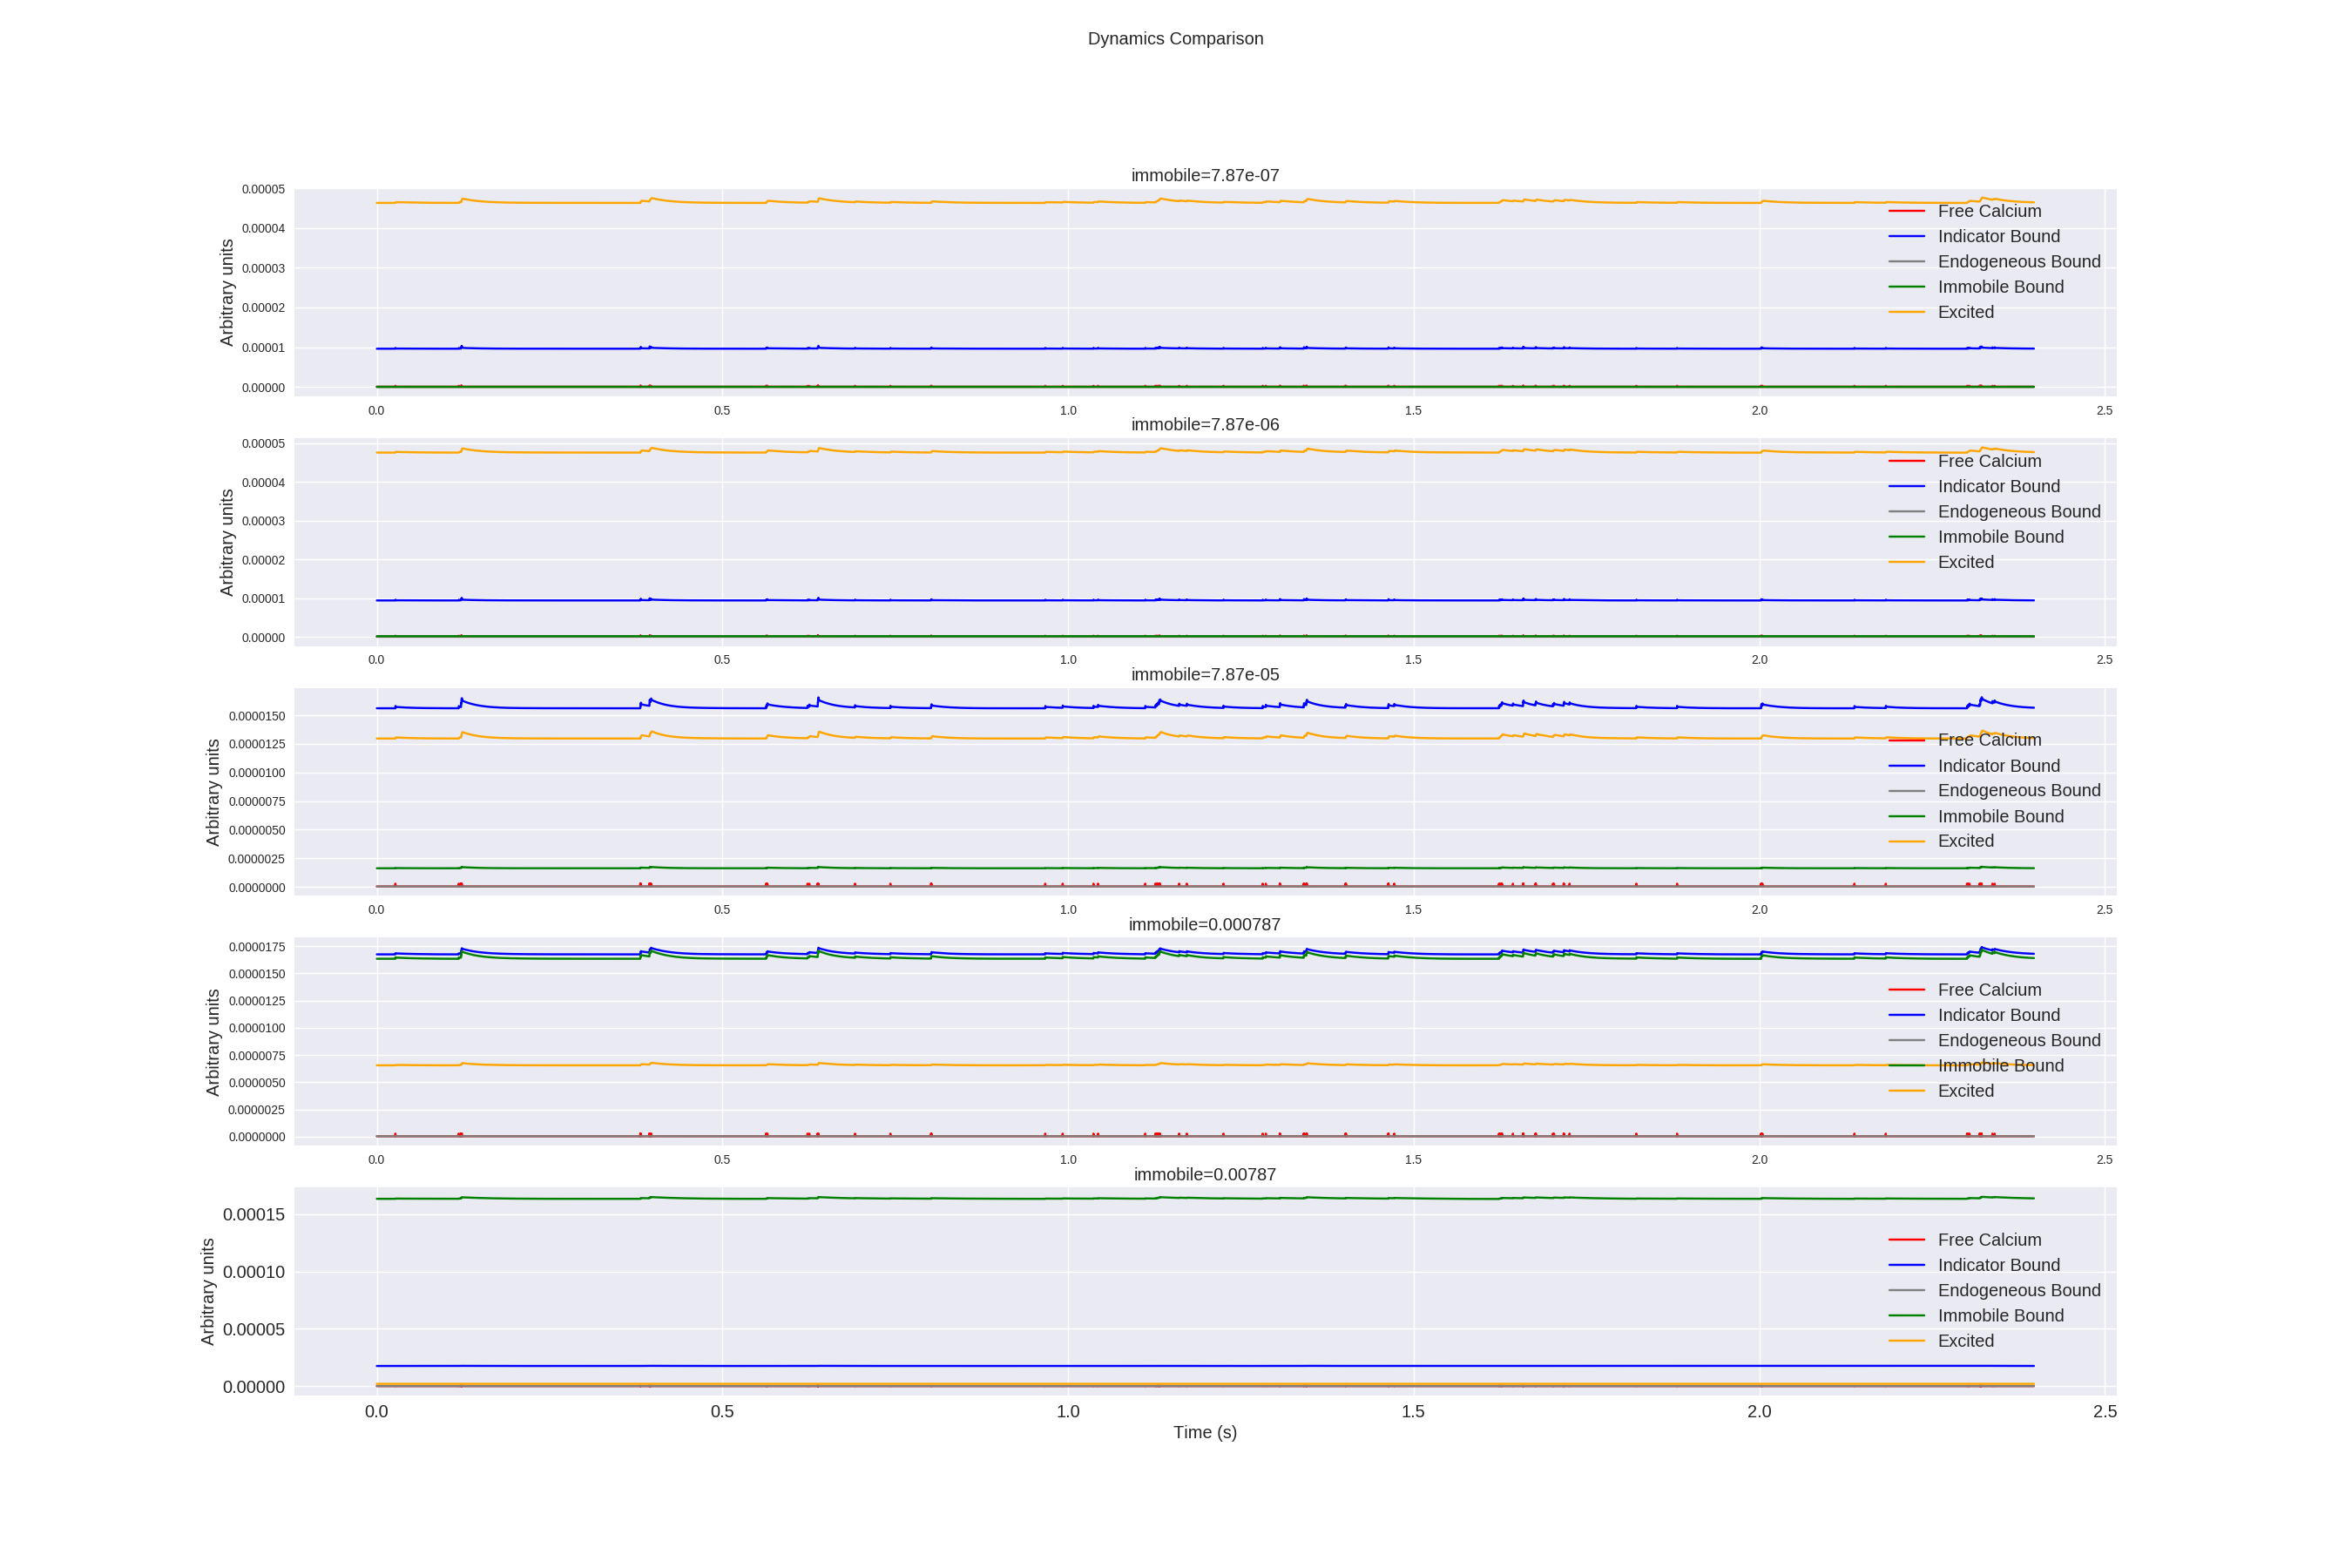 Dynamics Comparison
immobile=7.87e-07
0.00005
0.00004
0.00003
0.00002
0.00001
0.00000
Arbitrary units
Free Calcium
Indicator Bound
Endogeneous Bound
Immobile Bound
Excited
0.0 0.5 1.0 1.5 2.0 2.5
immobile=7.87e-06
0.00005
0.00004
0.00003
0.00002
0.00001
0.00000
Arbitrary units
Free Calcium
Indicator Bound
Endogeneous Bound
Immobile Bound
Excited
0.0 0.5 1.0 1.5 2.0 2.5
immobile=7.87e-05
0.0000150
0.0000125
0.0000100
0.0000075
0.0000050
0.0000025
0.0000000
Arbitrary units
Free Calcium
Indicator Bound
Endogeneous Bound
Immobile Bound
Excited
0.0 0.5 1.0 1.5 2.0 2.5
immobile=0.000787
0.0000175
0.0000150
0.0000125
0.0000100
0.0000075
0.0000050
0.0000025
0.0000000
Arbitrary units
Free Calcium
Indicator Bound
Endogeneous Bound
Immobile Bound
Excited
0.0 0.5 1.0 1.5 2.0 2.5
immobile=0.00787
0.00015
0.00010
0.00005
0.00000
Arbitrary units
Free Calcium
Indicator Bound
Endogeneous Bound
Immobile Bound
Excited
0.0 0.5 1.0 1.5 2.0 2.5
Time (s)